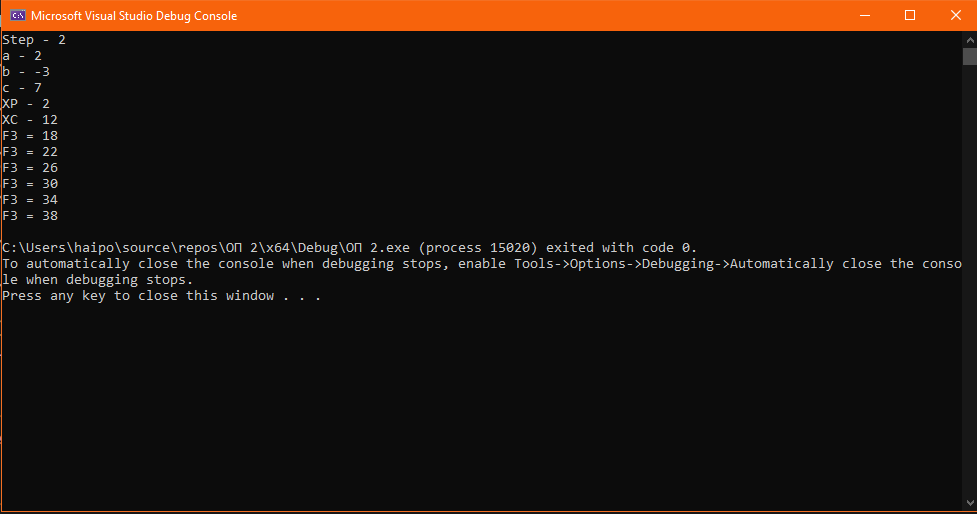 Microsoft Visual Studio Debug Console
Step - 2
a - 2
b - -3
c - 7
XP - 2
XC - 12
F3 = 18
F3 = 22
F3 = 26
F3 = 30
F3 = 34
F3 = 38
C:\Users\haipo\source\repos\ОП 2\x64\Debug\ОП 2.exe (process 15020) exited with code 0.
To automatically close the console when debugging stops, enable Tools->Options->Debugging->Automatically close the conso
le when debugging stops.
Press any key to close this window . . .